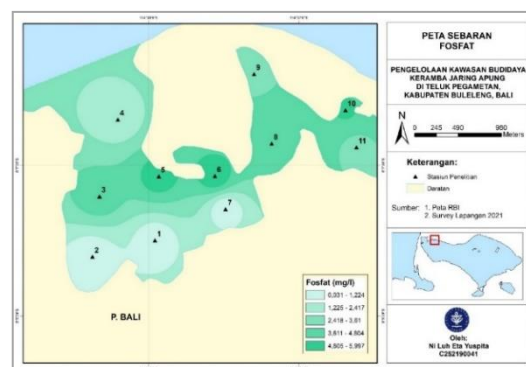 PETA SEBARAN
FOSFAT
PENGELOLAAN KAWASAN BUDIDAYA
KERAMBA JARING APUNG
DI TELUK PEGAMETAN,
KABUPATEN BULELENG, BALI
N
0 245 490 980
Meters
Keterangan:
Stasiun Penelitian
Daratan
Sumber: 1. Peta RBI
2. Survey Lapangan 2021
Oleh:
Ni Luh Eta Yuspita
C252190041
9
10
4
8
11
5
6
3
7
1
2
P. BALI
Fosfat (mg/l)
0,031 - 1,224
1,225 - 2,417
2,418 - 3,61
3,611 - 4,804
4,805 - 5,997